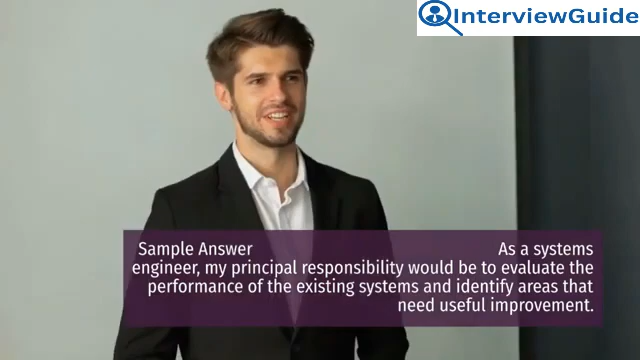 InterviewGuide
Sample Answer As a systems
engineer, my principal responsibility would be to evaluate the
performance of the existing systems and identify areas that
need useful improvement.